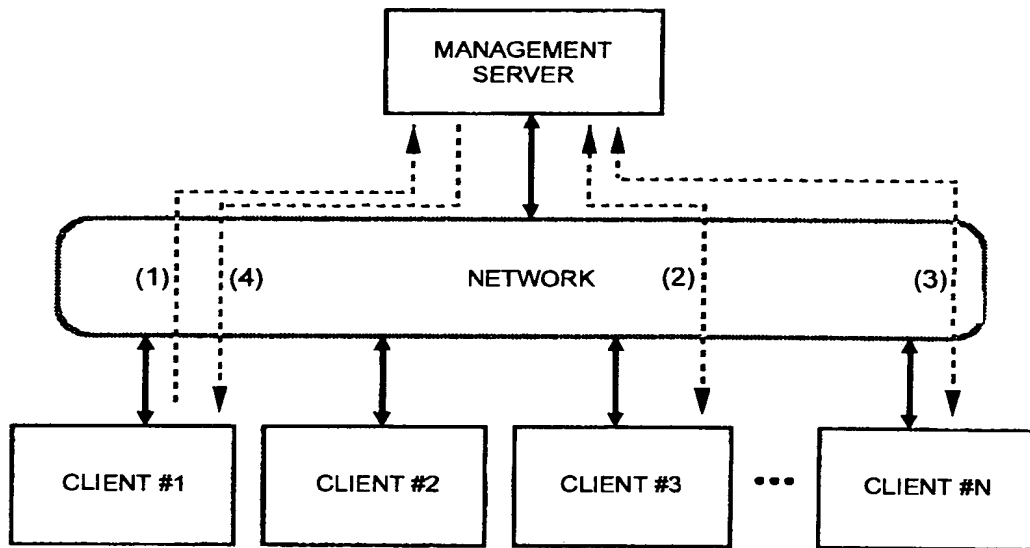 MANAGEMENT
SERVER
(1)
(4)
NETWORK
(2)
(3)
CLIENT #1
CLIENT #2
CLIENT #3
•••
CLIENT #N